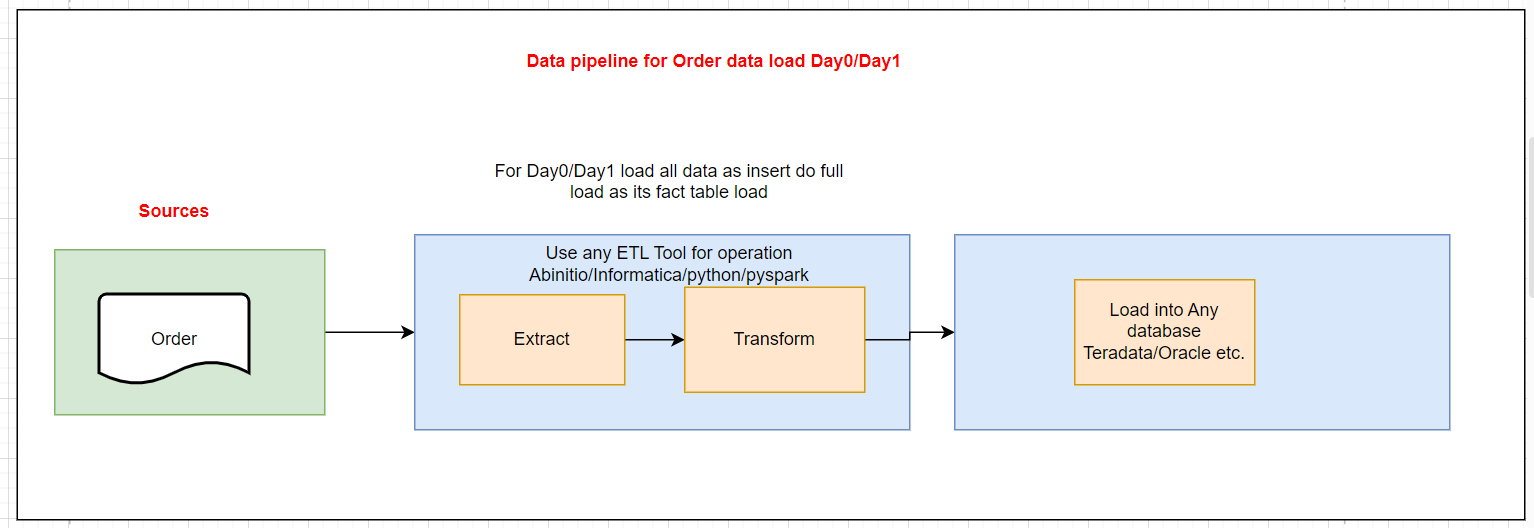 Data pipeline for Order data load Day0/Day1
For Day0/Day1 load all data as insert do full
load as its fact table load
Sources
Order
Use any ETL Tool for operation
Abinitio/Informatica/python/pyspark
Extract
Transform
Load into Any
database
Teradata/Oracle etc.